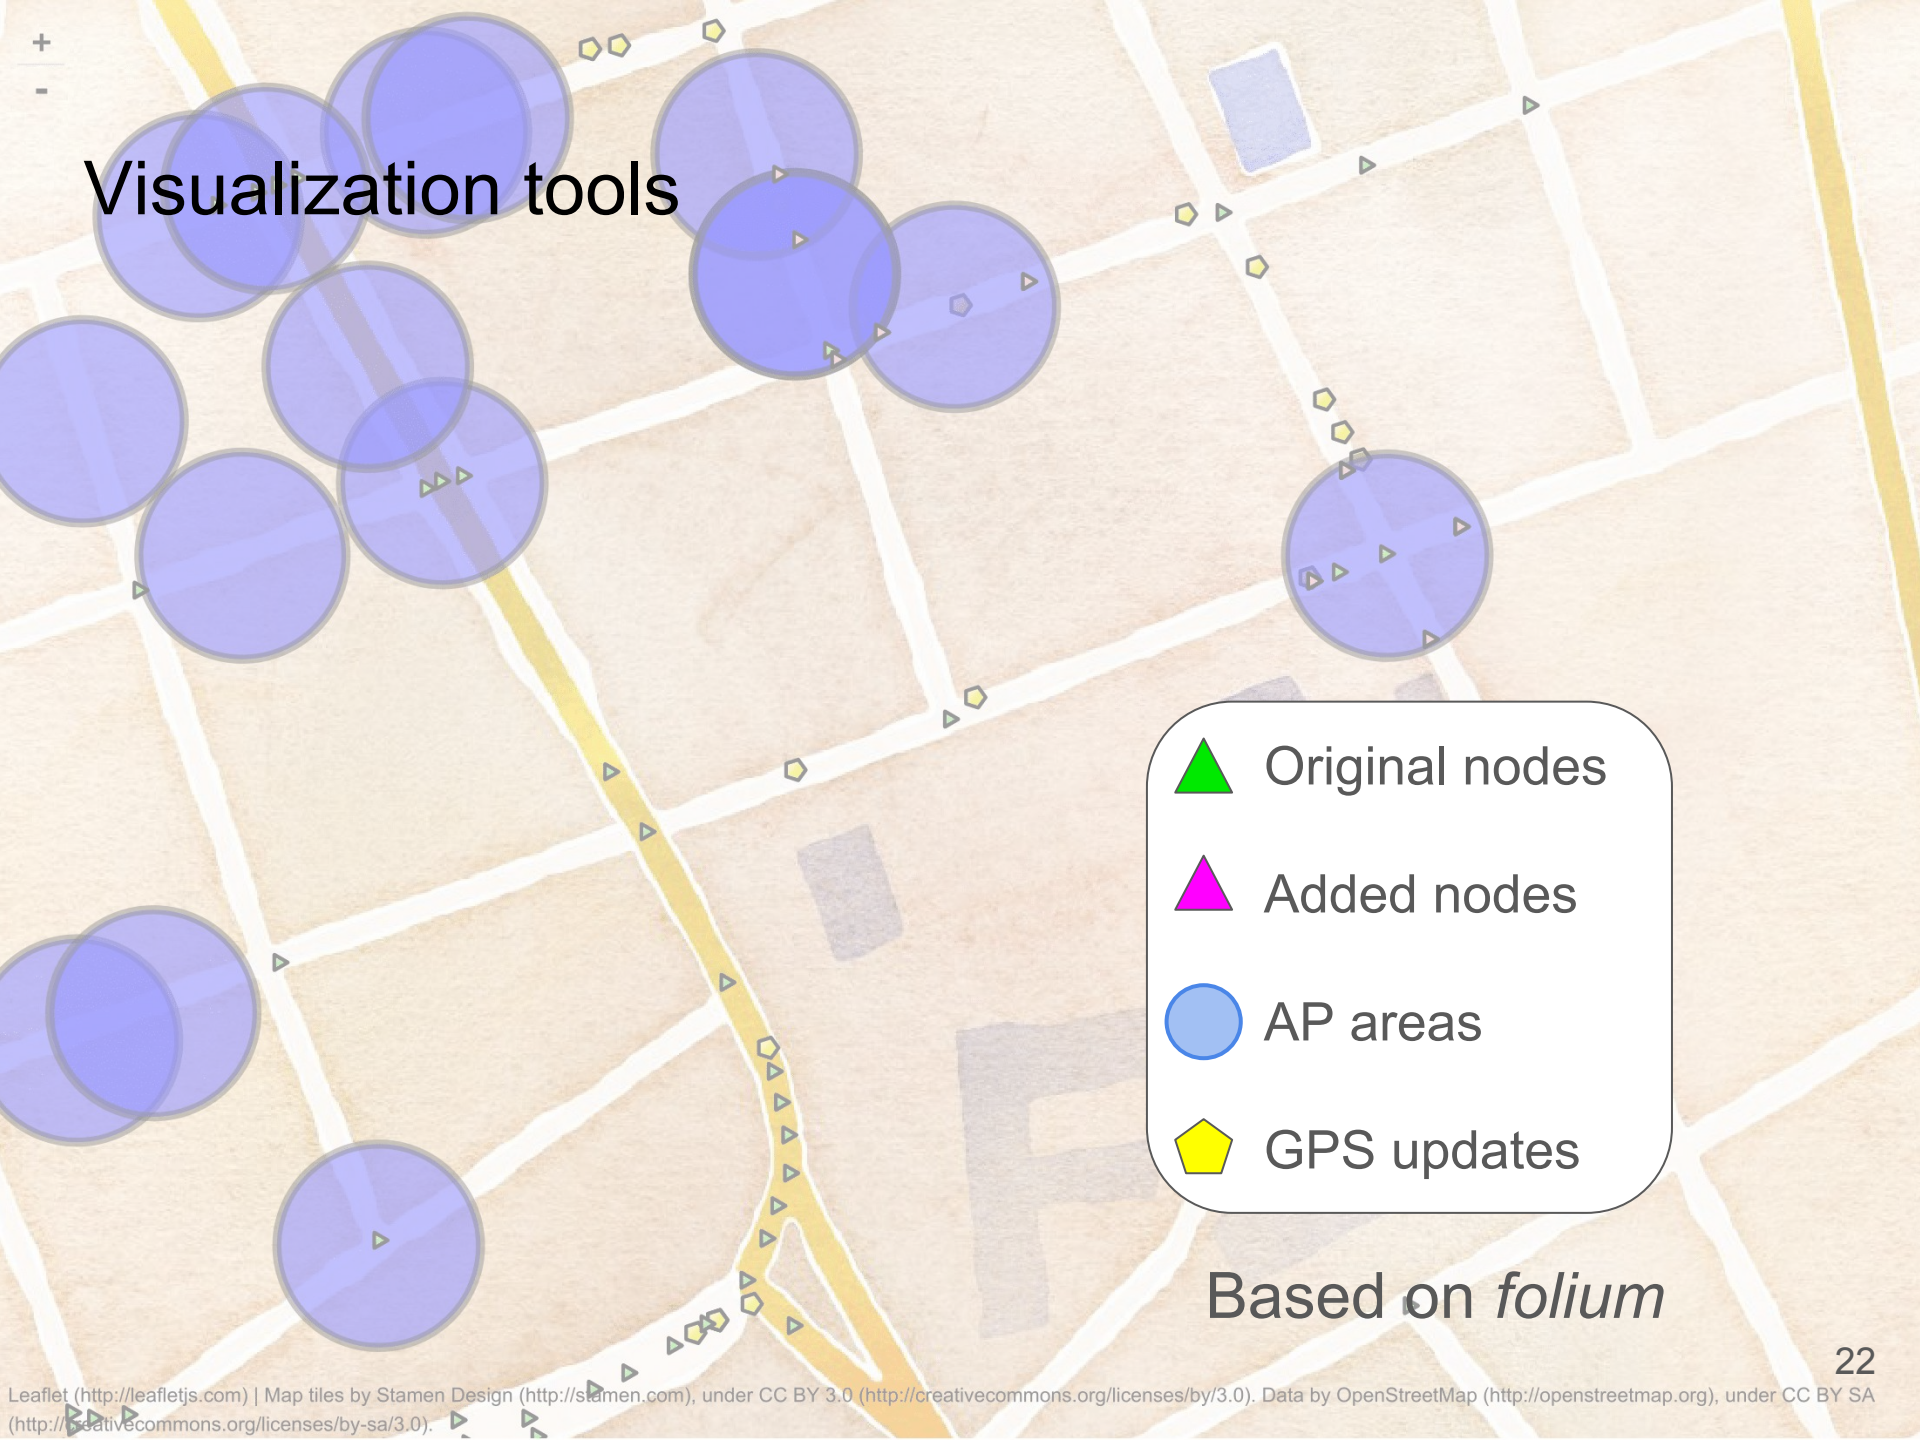 +
-
Visualization tools
Original nodes
Added nodes
AP areas
GPS updates
Based on folium
22
Leaflet (http://leafletjs.com) | Map tiles by Stamen Design (http://stamen.com), under CC BY 3.0 (http://creativecommons.org/licenses/by/3.0). Data by OpenStreetMap (http://openstreetmap.org), under CC BY SA
(http://creativecommons.org/licenses/by-sa/3.0).